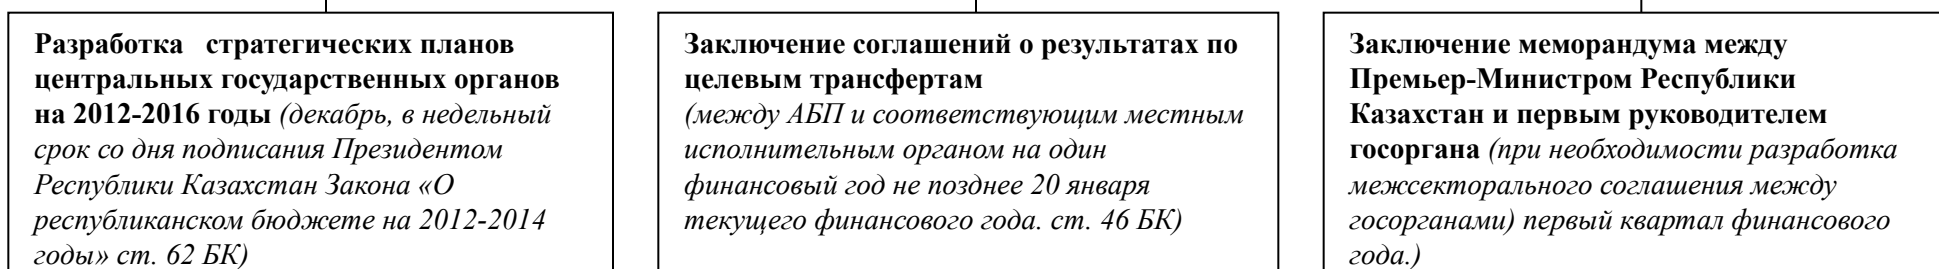 Разработка стратегических планов
центральных государственных органов
на 2012-2016 годы (декабрь, в недельный
срок со дня подписания Президентом
Республики Казахстан Закона «О
республиканском бюджете на 2012-2014
годы» ст. 62 БК)
Заключение соглашений о результатах по
целевым трансфертам
(между АБП и соответствующим местным
исполнительным органом на один
финансовый год не позднее 20 января
текущего финансового года. ст. 46 БК)
Заключение меморандума между
Премьер-Министром Республики
Казахстан и первым руководителем
госоргана (при необходимости разработка
межсекторального соглашения между
госорганами) первый квартал финансового
года.)